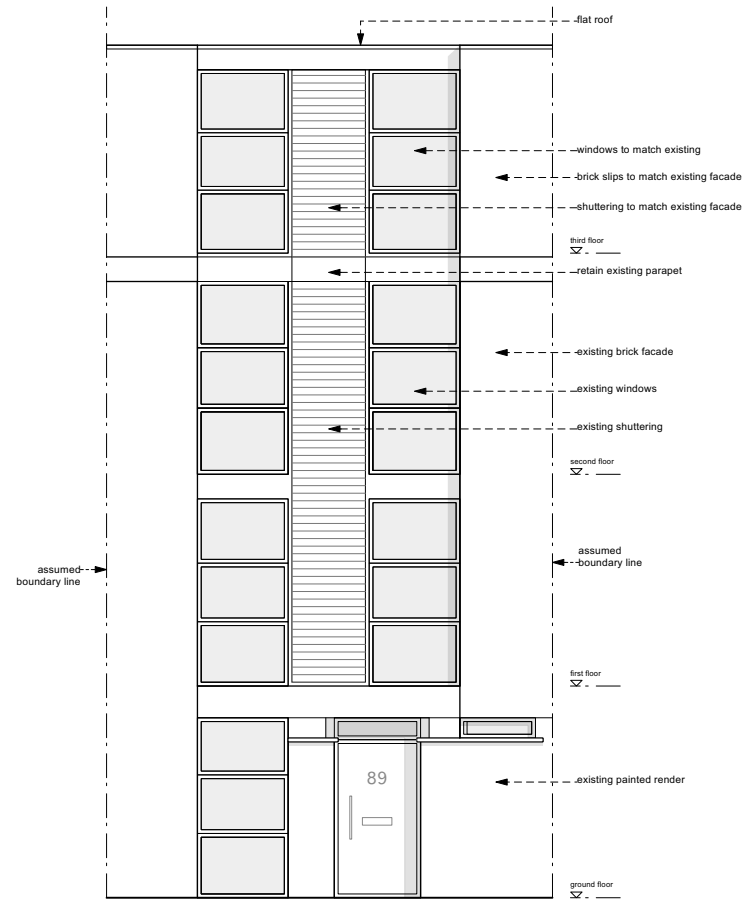 flat roof
windows to match existing
brick slips to match existing facade
shuttering to match existing facade
third floor
retain existing parapet
existing brick facade
existing windows
existing shuttering
second floor
assumed
boundary line
assumed
boundary line
first floor
89
existing painted render
ground floor